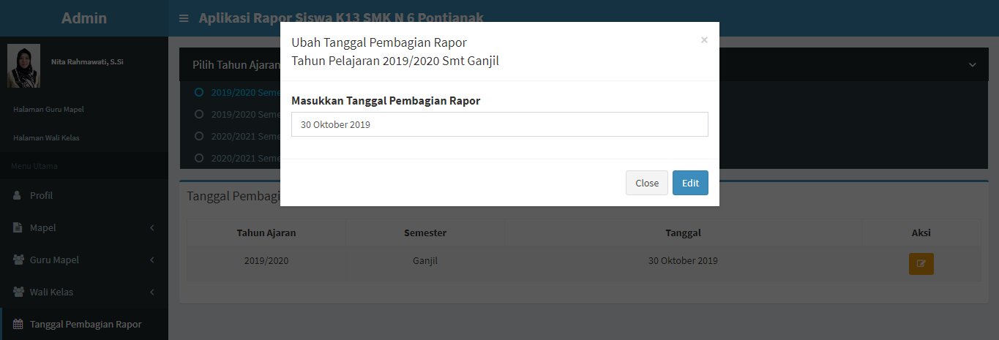 Admin
Aplikasi Rapor Siswa K13 SMK N 6 Pontianak
Nita Rahmawati, S.Si
Halaman Guru Mapel
Halaman Wali Kelas
Menu Utama
Profil
Mapel
Guru Mapel
Wali Kelas
Tanggal Pembagian Rapor
Pilih Tahun Ajaran
2019/2020 Seme
2019/2020 Seme
2020/2021 Seme
2020/2021 Seme
Ubah Tanggal Pembagian Rapor
Tahun Pelajaran 2019/2020 Smt Ganjil
×
Masukkan Tanggal Pembagian Rapor
30 Oktober 2019
Close Edit
Tanggal Pembagi
Tahun Ajaran Semester Tanggal Aksi
2019/2020 Ganjil 30 Oktober 2019